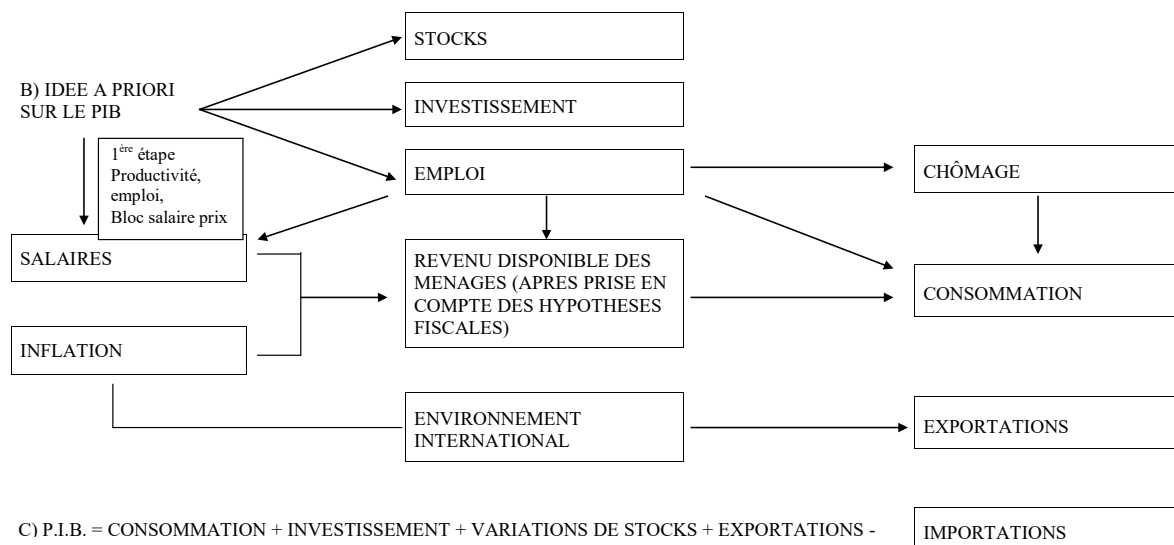 STOCKS
B) IDEE A PRIORI
SUR LE PIB
INVESTISSEMENT
1ère étape
Productivité,
emploi,
Bloc salaire prix
EMPLOI
CHÔMAGE
SALAIRES
REVENU DISPONIBLE DES
MENAGES (APRES PRISE EN
COMPTE DES HYPOTHESES
FISCALES)
CONSOMMATION
INFLATION
ENVIRONNEMENT
INTERNATIONAL
EXPORTATIONS
C) P.I.B. = CONSOMMATION + INVESTISSEMENT + VARIATIONS DE STOCKS + EXPORTATIONS -
IMPORTATIONS